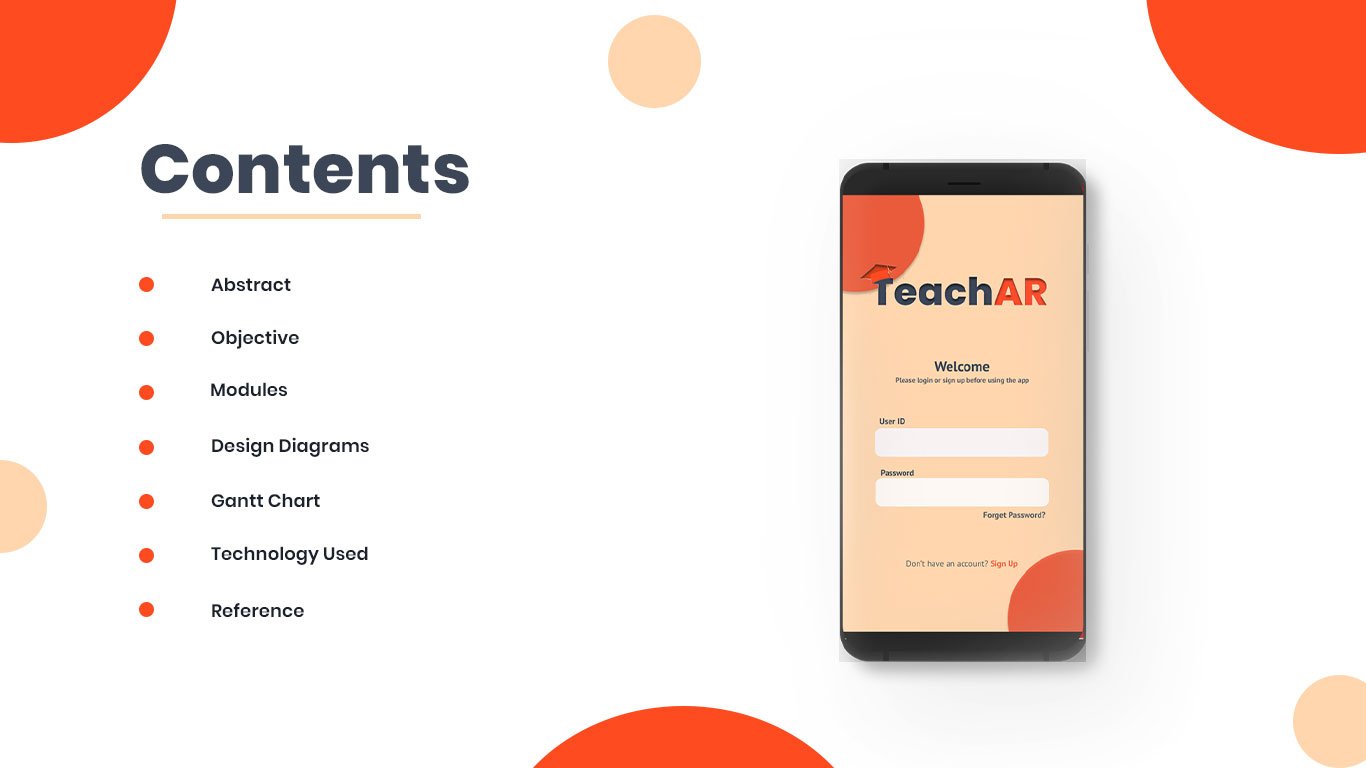 Contents
Abstract
Objective
Modules
Design Diagrams
Gantt Chart
Technology Used
Reference
TeachAR
Welcome
Please login or sign up before using the app
User ID
Password
Forget Password?
Don't have an account? Sign Up